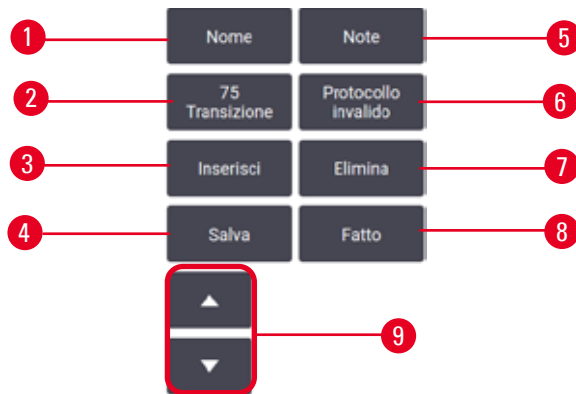 1
Nome
Note
5
2
75
Transizione
Protocollo
invalido
6
3
Inserisci
Elimina
7
4
Salva
Fatto
8
9